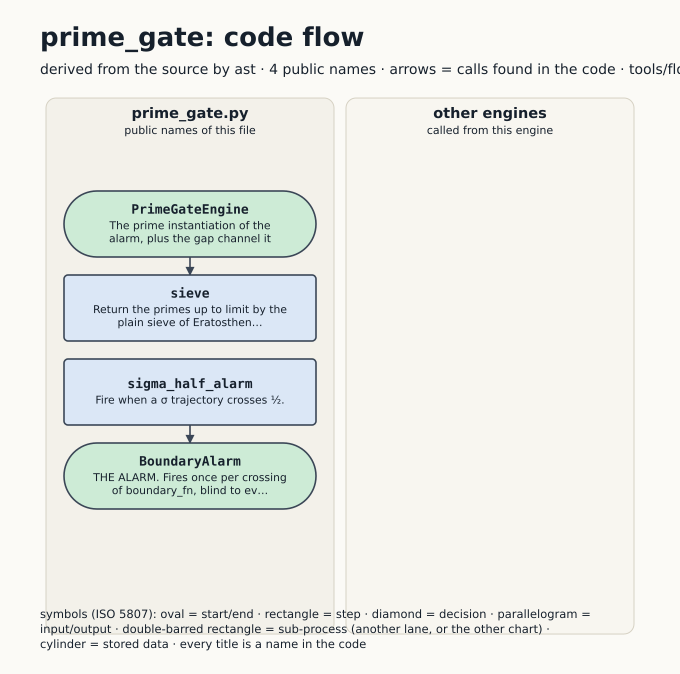 prime_gate: code flow
derived from the source by ast · 4 public names · arrows = calls found in the code · tools/flo
prime_gate.py
public names of this file
other engines
called from this engine
PrimeGateEngine
The prime instantiation of the
alarm, plus the gap channel it
sieve
Return the primes up to limit by the
plain sieve of Eratosthen…
sigma_half_alarm
Fire when a σ trajectory crosses ½.
BoundaryAlarm
THE ALARM. Fires once per crossing
of boundary_fn, blind to ev…
symbols (ISO 5807): oval = start/end · rectangle = step · diamond = decision · parallelogram =
input/output · double-barred rectangle = sub-process (another lane, or the other chart) ·
cylinder = stored data · every title is a name in the code